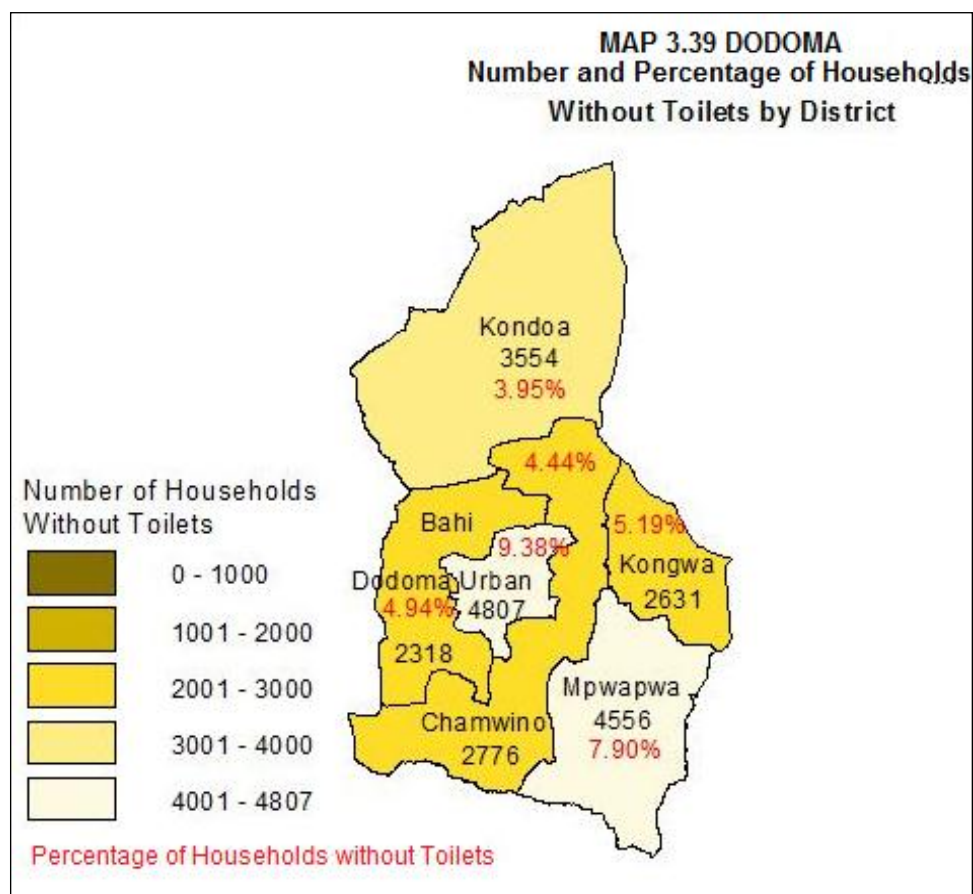 MAP 3.39 DODOMA
Number and Percentage of Households
Without Toilets by District
Kondoa
3554
3.95%
4.44%
Bahi
9.38%
5.19%
Kongwa
2631
Dodoma Urban
4.94%
4807
2318
Mpwapwa
4556
7.90%
Chamwino
2776
Number of Households
Without Toilets
0 - 1000
1001 - 2000
2001 - 3000
3001 - 4000
4001 - 4807
Percentage of Households without Toilets